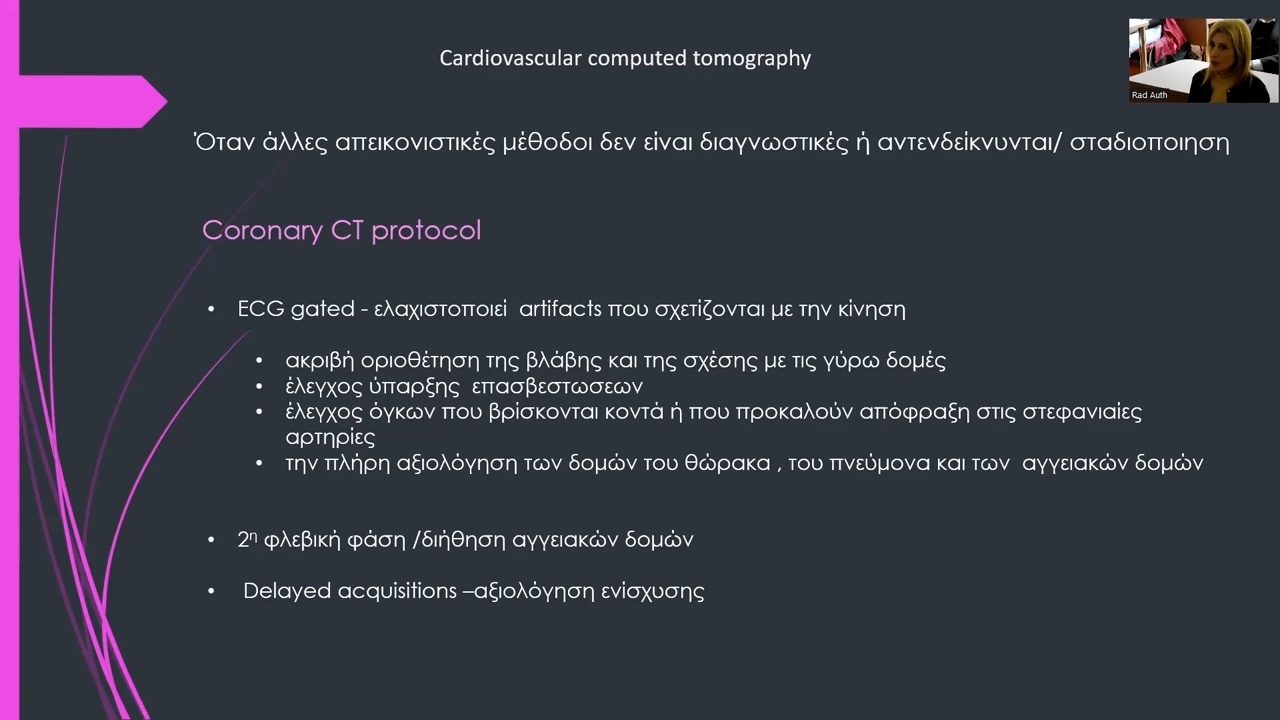 Cardiovascular computed tomography
Rad Auth
Όταν άλλες απεικονιστικές μέθοδοι δεν είναι διαγνωστικές ή αντενδείκνυνται/ σταδιοποιηση
Coronary CT protocol
• ECG gated - ελαχιστοποιεί artifacts που σχετίζονται με την κίνηση
• ακριβή οριοθέτηση της βλάβης και της σχέσης με τις γύρω δομές
• έλεγχος ύπαρξης επασβεστωσεων
• έλεγχος όγκων που βρίσκονται κοντά ή που προκαλούν απόφραξη στις στεφανιαίες
αρτηρίες
• την πλήρη αξιολόγηση των δομών του θώρακα , του πνεύμονα και των αγγειακών δομών
• 2η φλεβική φάση /διήθηση αγγειακών δομών
• Delayed acquisitions –αξιολόγηση ενίσχυσης